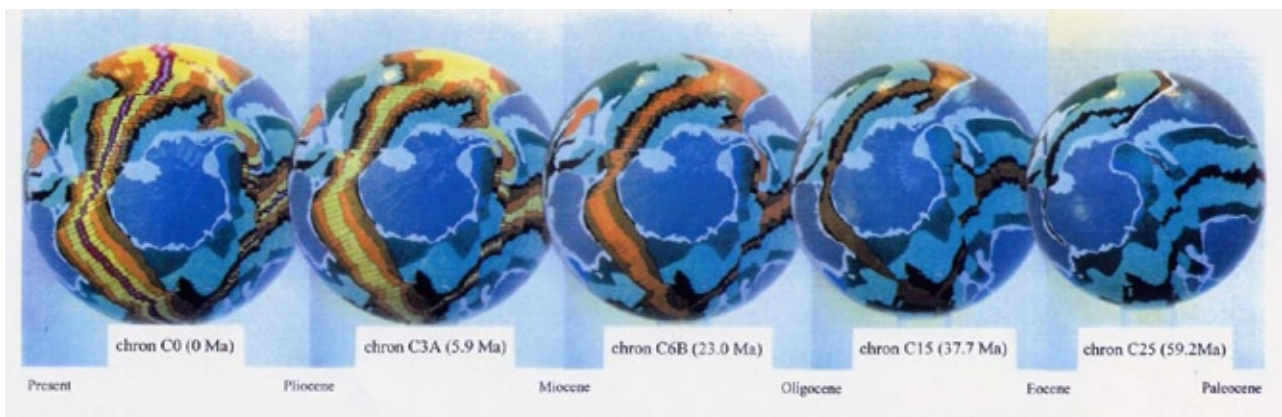 chron C0 (0 Ma)
chron C3A (5.9 Ma)
chron C6B (23.0 Ma)
chron C15 (37.7 Ma)
chron C25 (59.2Ma)
Present
Pliocene
Miocene
Oligocene
Eocene
Paleocene